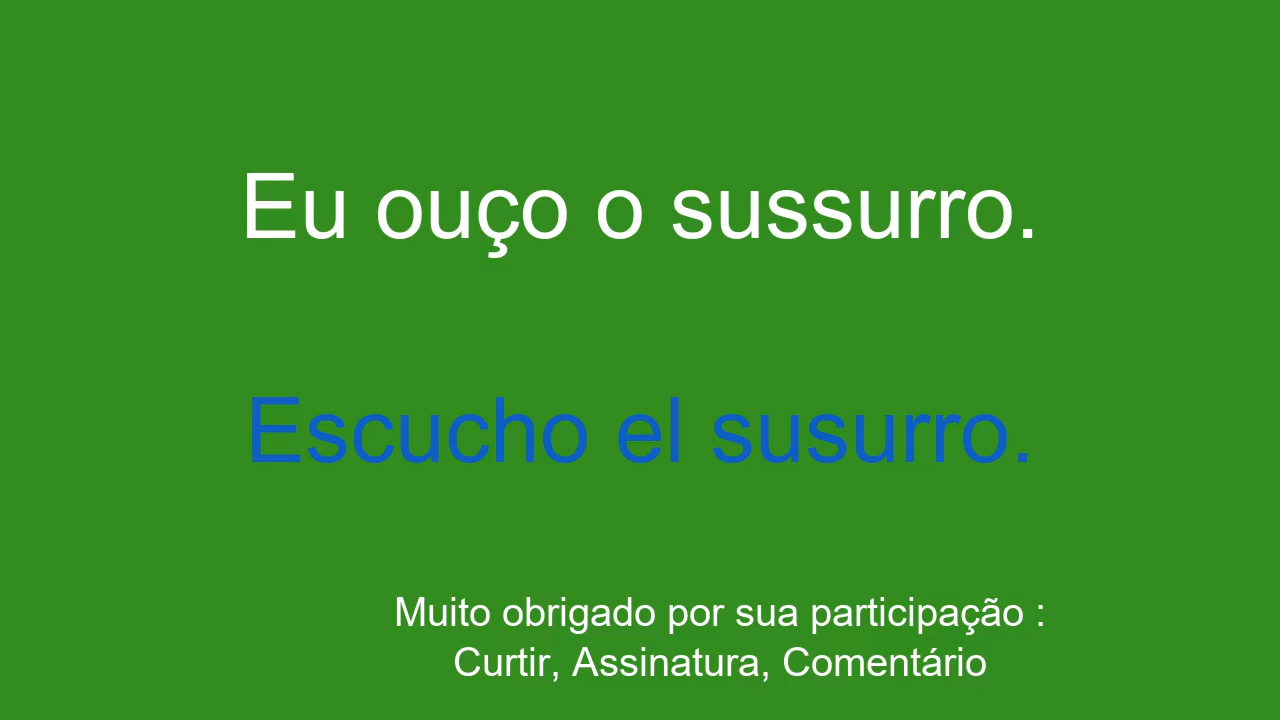 Eu ouço o sussurro.
Escucho el susurro.
Muito obrigado por sua participação :
Curtir, Assinatura, Comentário